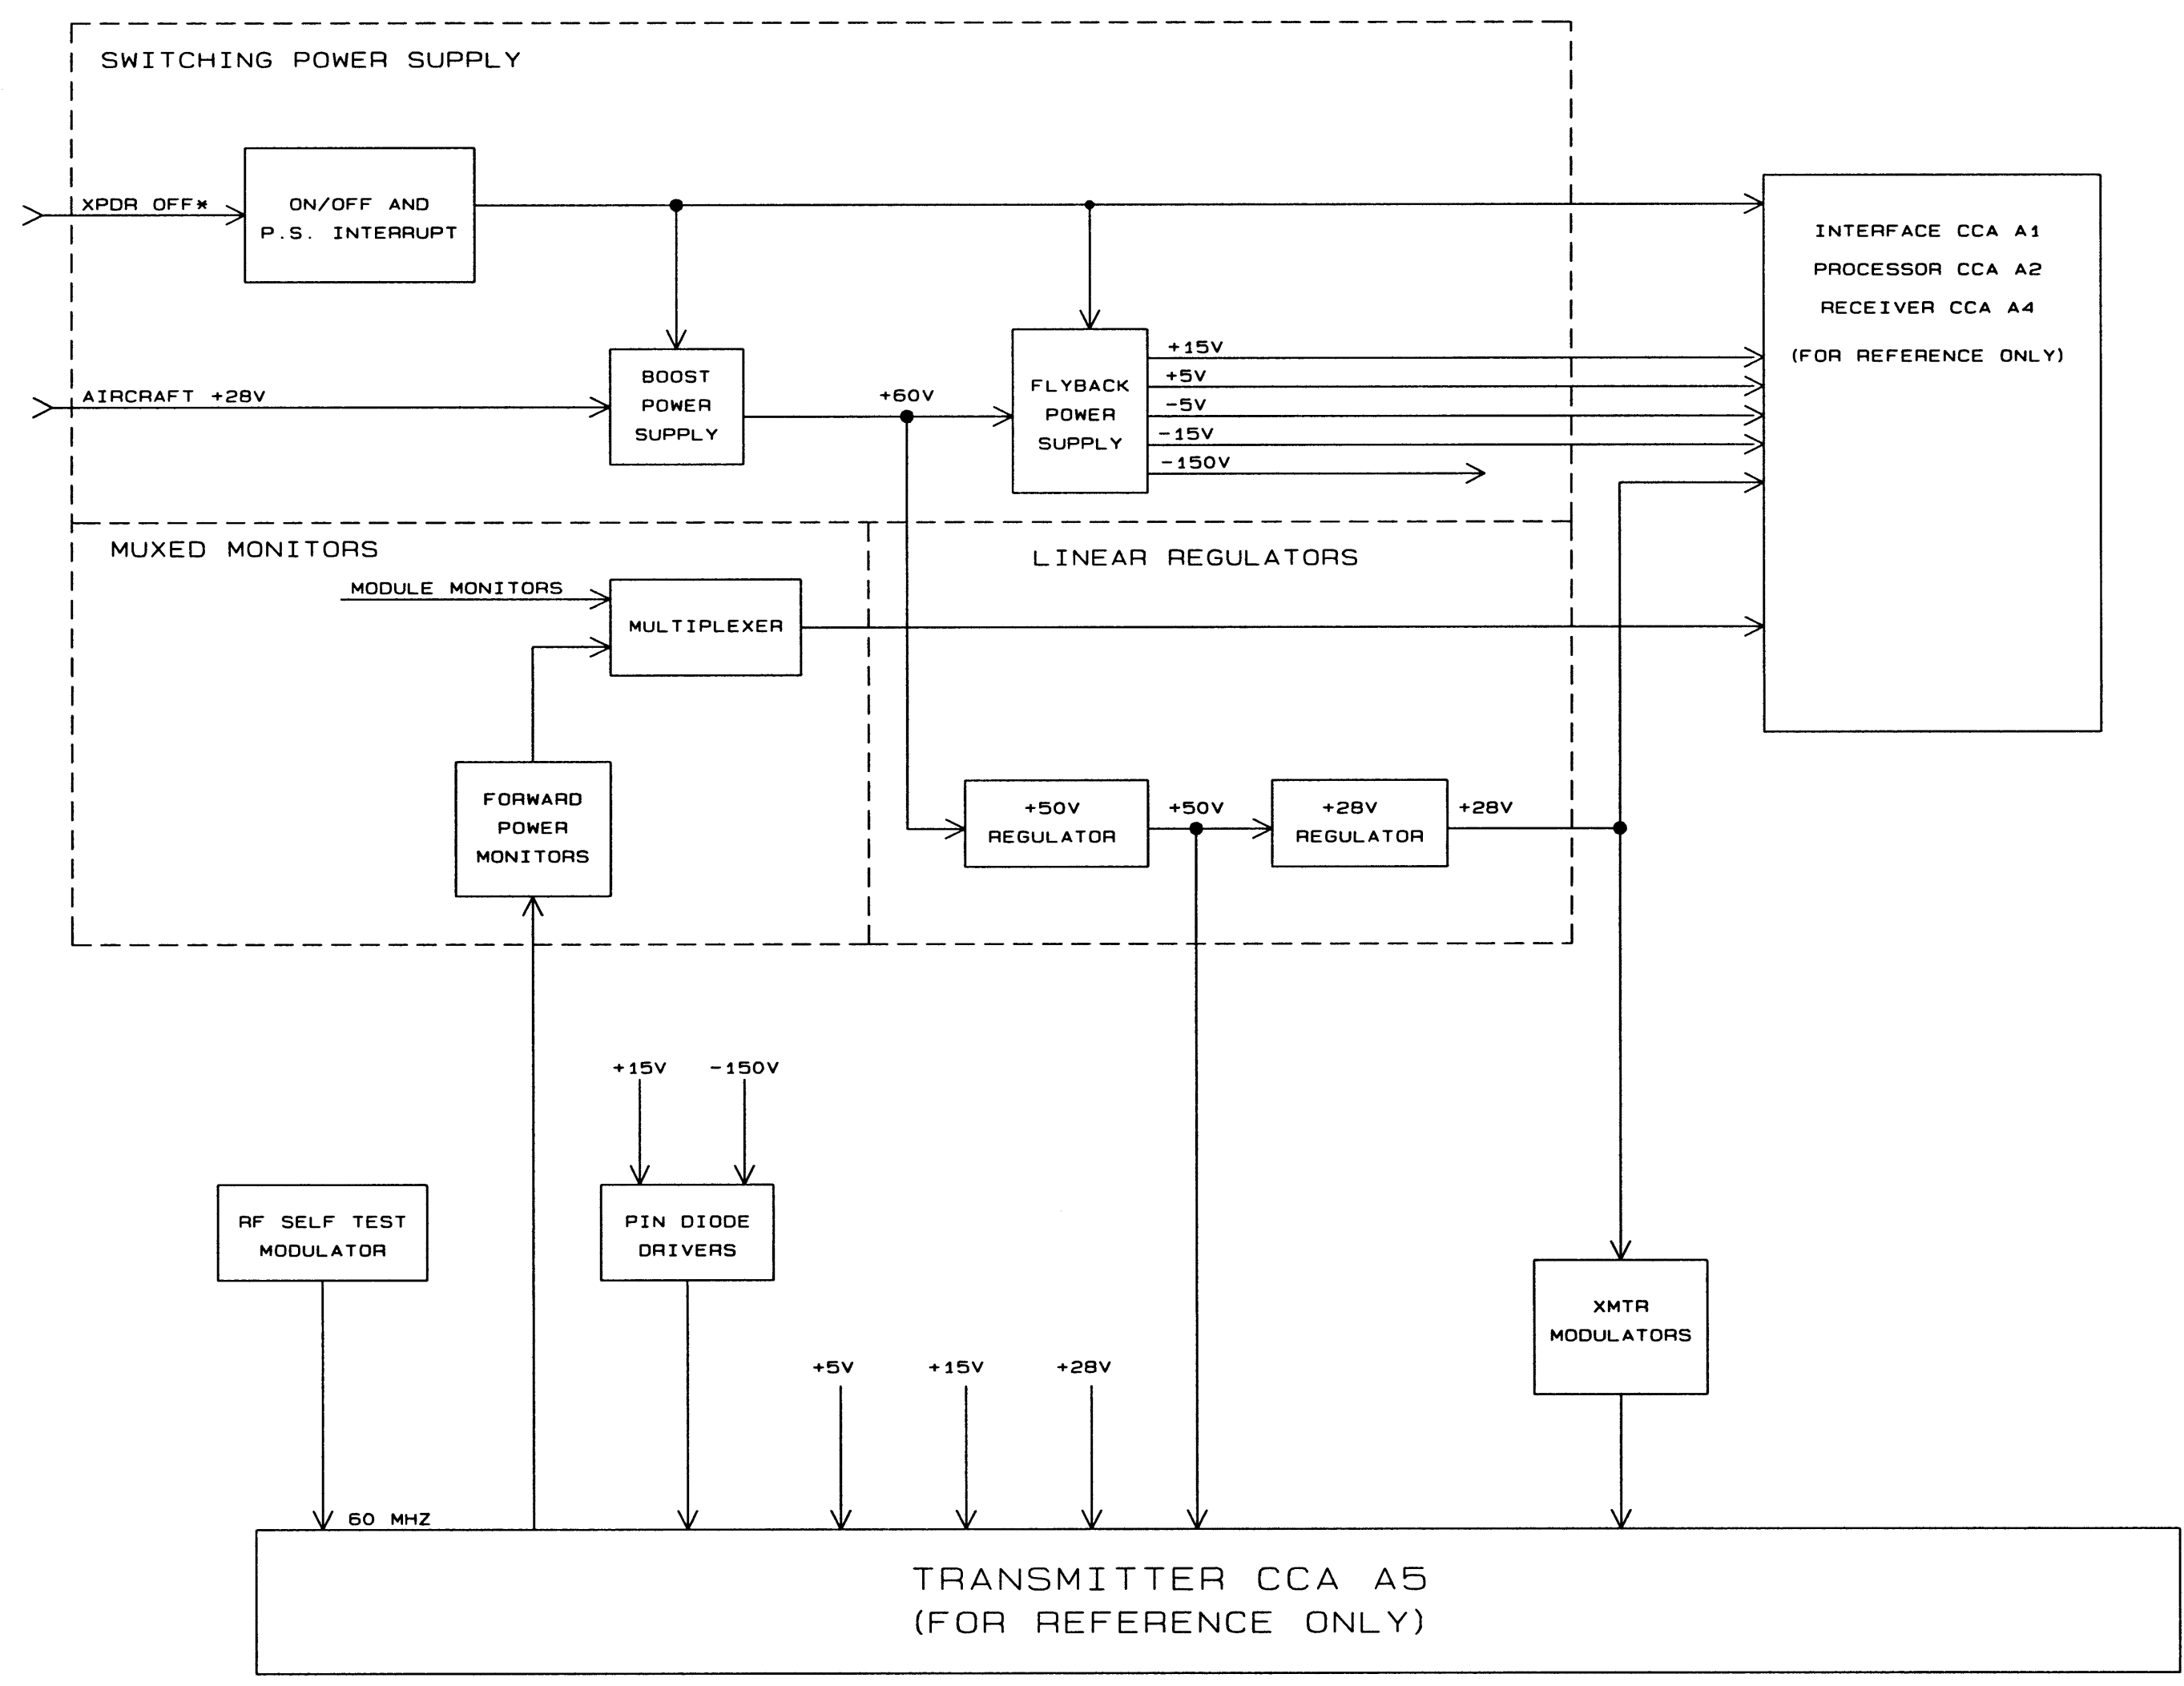 SWITCHING POWER SUPPLY
XPDR OFF*
ON/OFF AND
P.S. INTERRUPT
INTERFACE CCA A1
PROCESSOR CCA A2
RECEIVER CCA A4
(FOR REFERENCE ONLY)
AIRCRAFT +28V
BOOST
POWER
SUPPLY
+60V
FLYBACK
POWER
SUPPLY
+15V
+5V
-5V
-15V
-150V
MUXED MONITORS
LINEAR REGULATORS
MODULE MONITORS
MULTIPLEXER
FORWARD
POWER
MONITORS
+50V
REGULATOR
+50V
+28V
REGULATOR
+28V
+15V
-150V
RF SELF TEST
MODULATOR
PIN DIODE
DRIVERS
XMTR
MODULATORS
+5V
+15V
+28V
60 MHZ
TRANSMITTER CCA A5
(FOR REFERENCE ONLY)